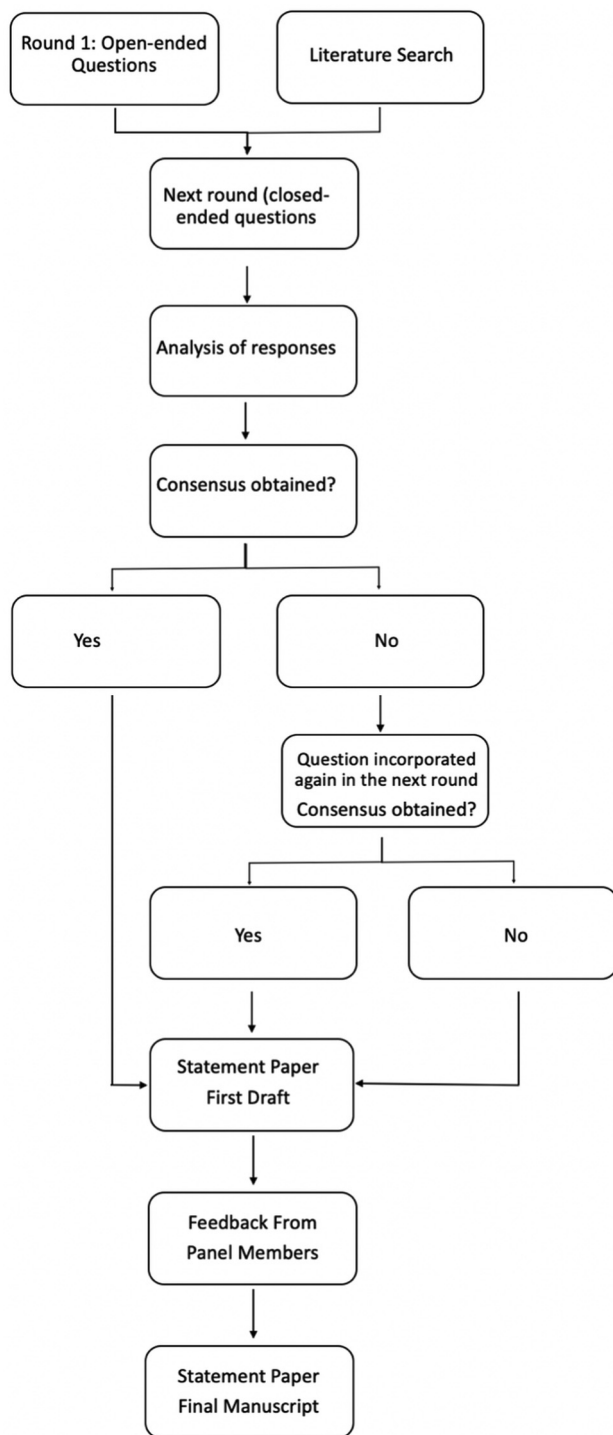 Round 1: Open-ended
Questions
Literature Search
Next round (closed-
ended questions
Analysis of responses
Consensus obtained?
Yes
No
Question incorporated
again in the next round
Consensus obtained?
Yes
No
Statement Paper
First Draft
Feedback From
Panel Members
Statement Paper
Final Manuscript